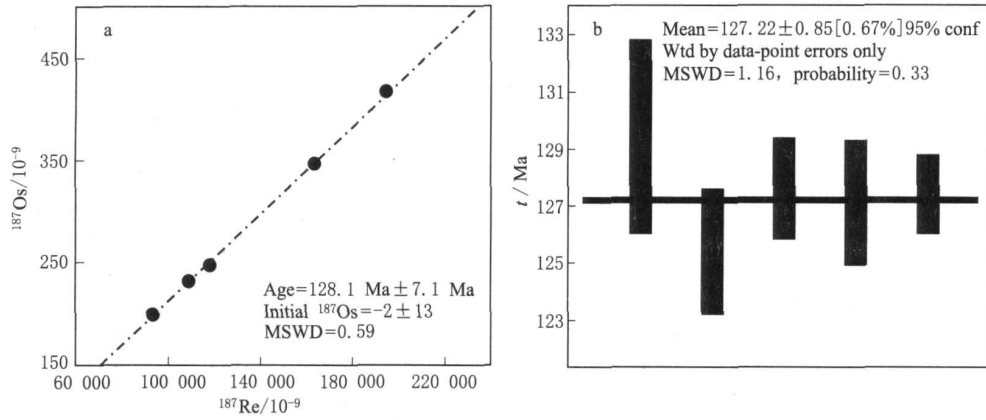 a
450
350
250
150
¹⁸⁷Os/10⁻⁹
Age=128.1 Ma±7.1 Ma
Initial ¹⁸⁷Os=-2±13
MSWD=0.59
60 000 100 000 140 000 180 000 220 000
¹⁸⁷Re/10⁻⁹
b
Mean=127.22±0.85[0.67%]95% conf
Wtd by data-point errors only
MSWD=1.16, probability=0.33
133
131
129
127
125
123
t / Ma